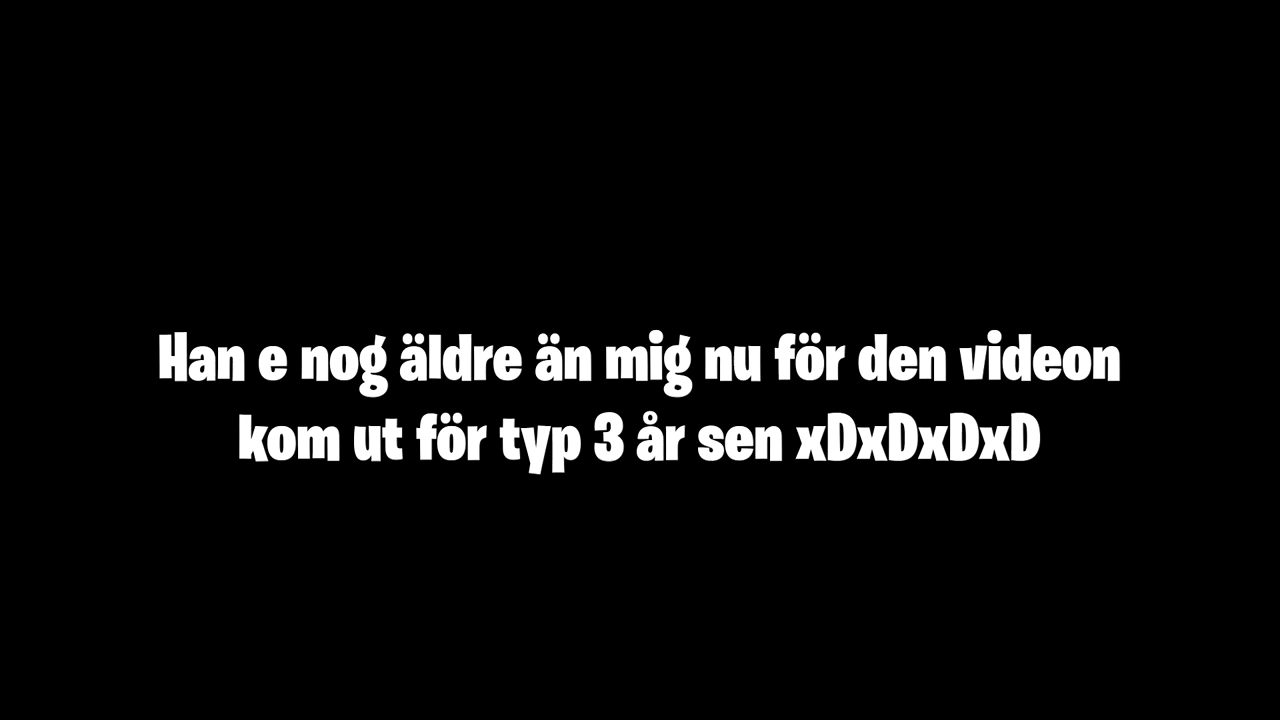 Han e nog äldre än mig nu för den videon
kom ut för typ 3 år sen xDxDxDxD